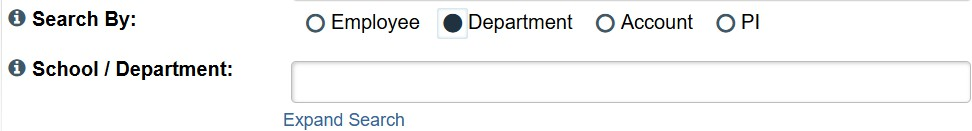 Search By: Employee Department Account PI
School / Department:
Expand Search